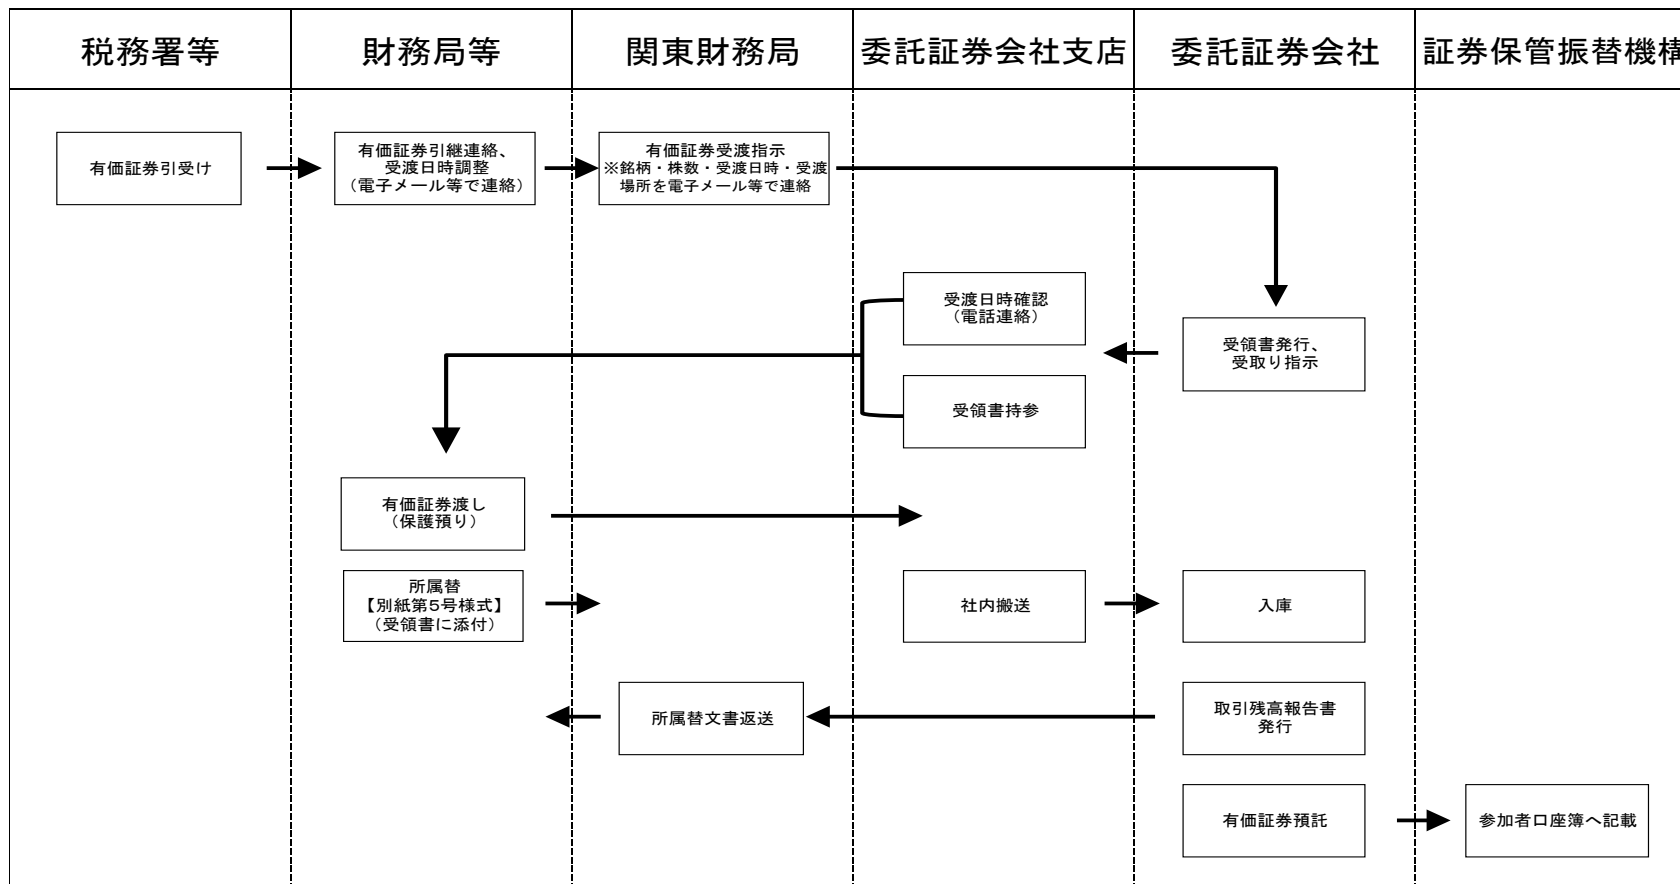 税務署等
財務局等
関東財務局
委託証券会社支店
委託証券会社
証券保管振替機構
有価証券引受け
有価証券引継連絡、
受渡日時調整
（電子メール等で連絡）
有価証券受渡指示
※銘柄・株数・受渡日時・受渡
場所を電子メール等で連絡
受渡日時確認
（電話連絡）
受領書発行、
受取り指示
受領書持参
有価証券渡し
（保護預り）
所属替
【別紙第5号様式】
（受領書に添付）
社内搬送
入庫
所属替文書返送
取引残高報告書
発行
有価証券預託
参加者口座簿へ記載